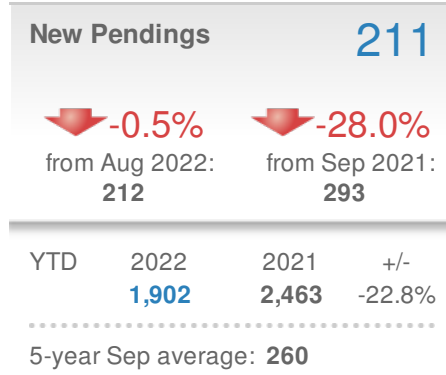 New Pendings 211
-0.5% -28.0%
from Aug 2022: from Sep 2021:
212 293
YTD 2022 2021 +/-
1,902 2,463 -22.8%
5-year Sep average: 260